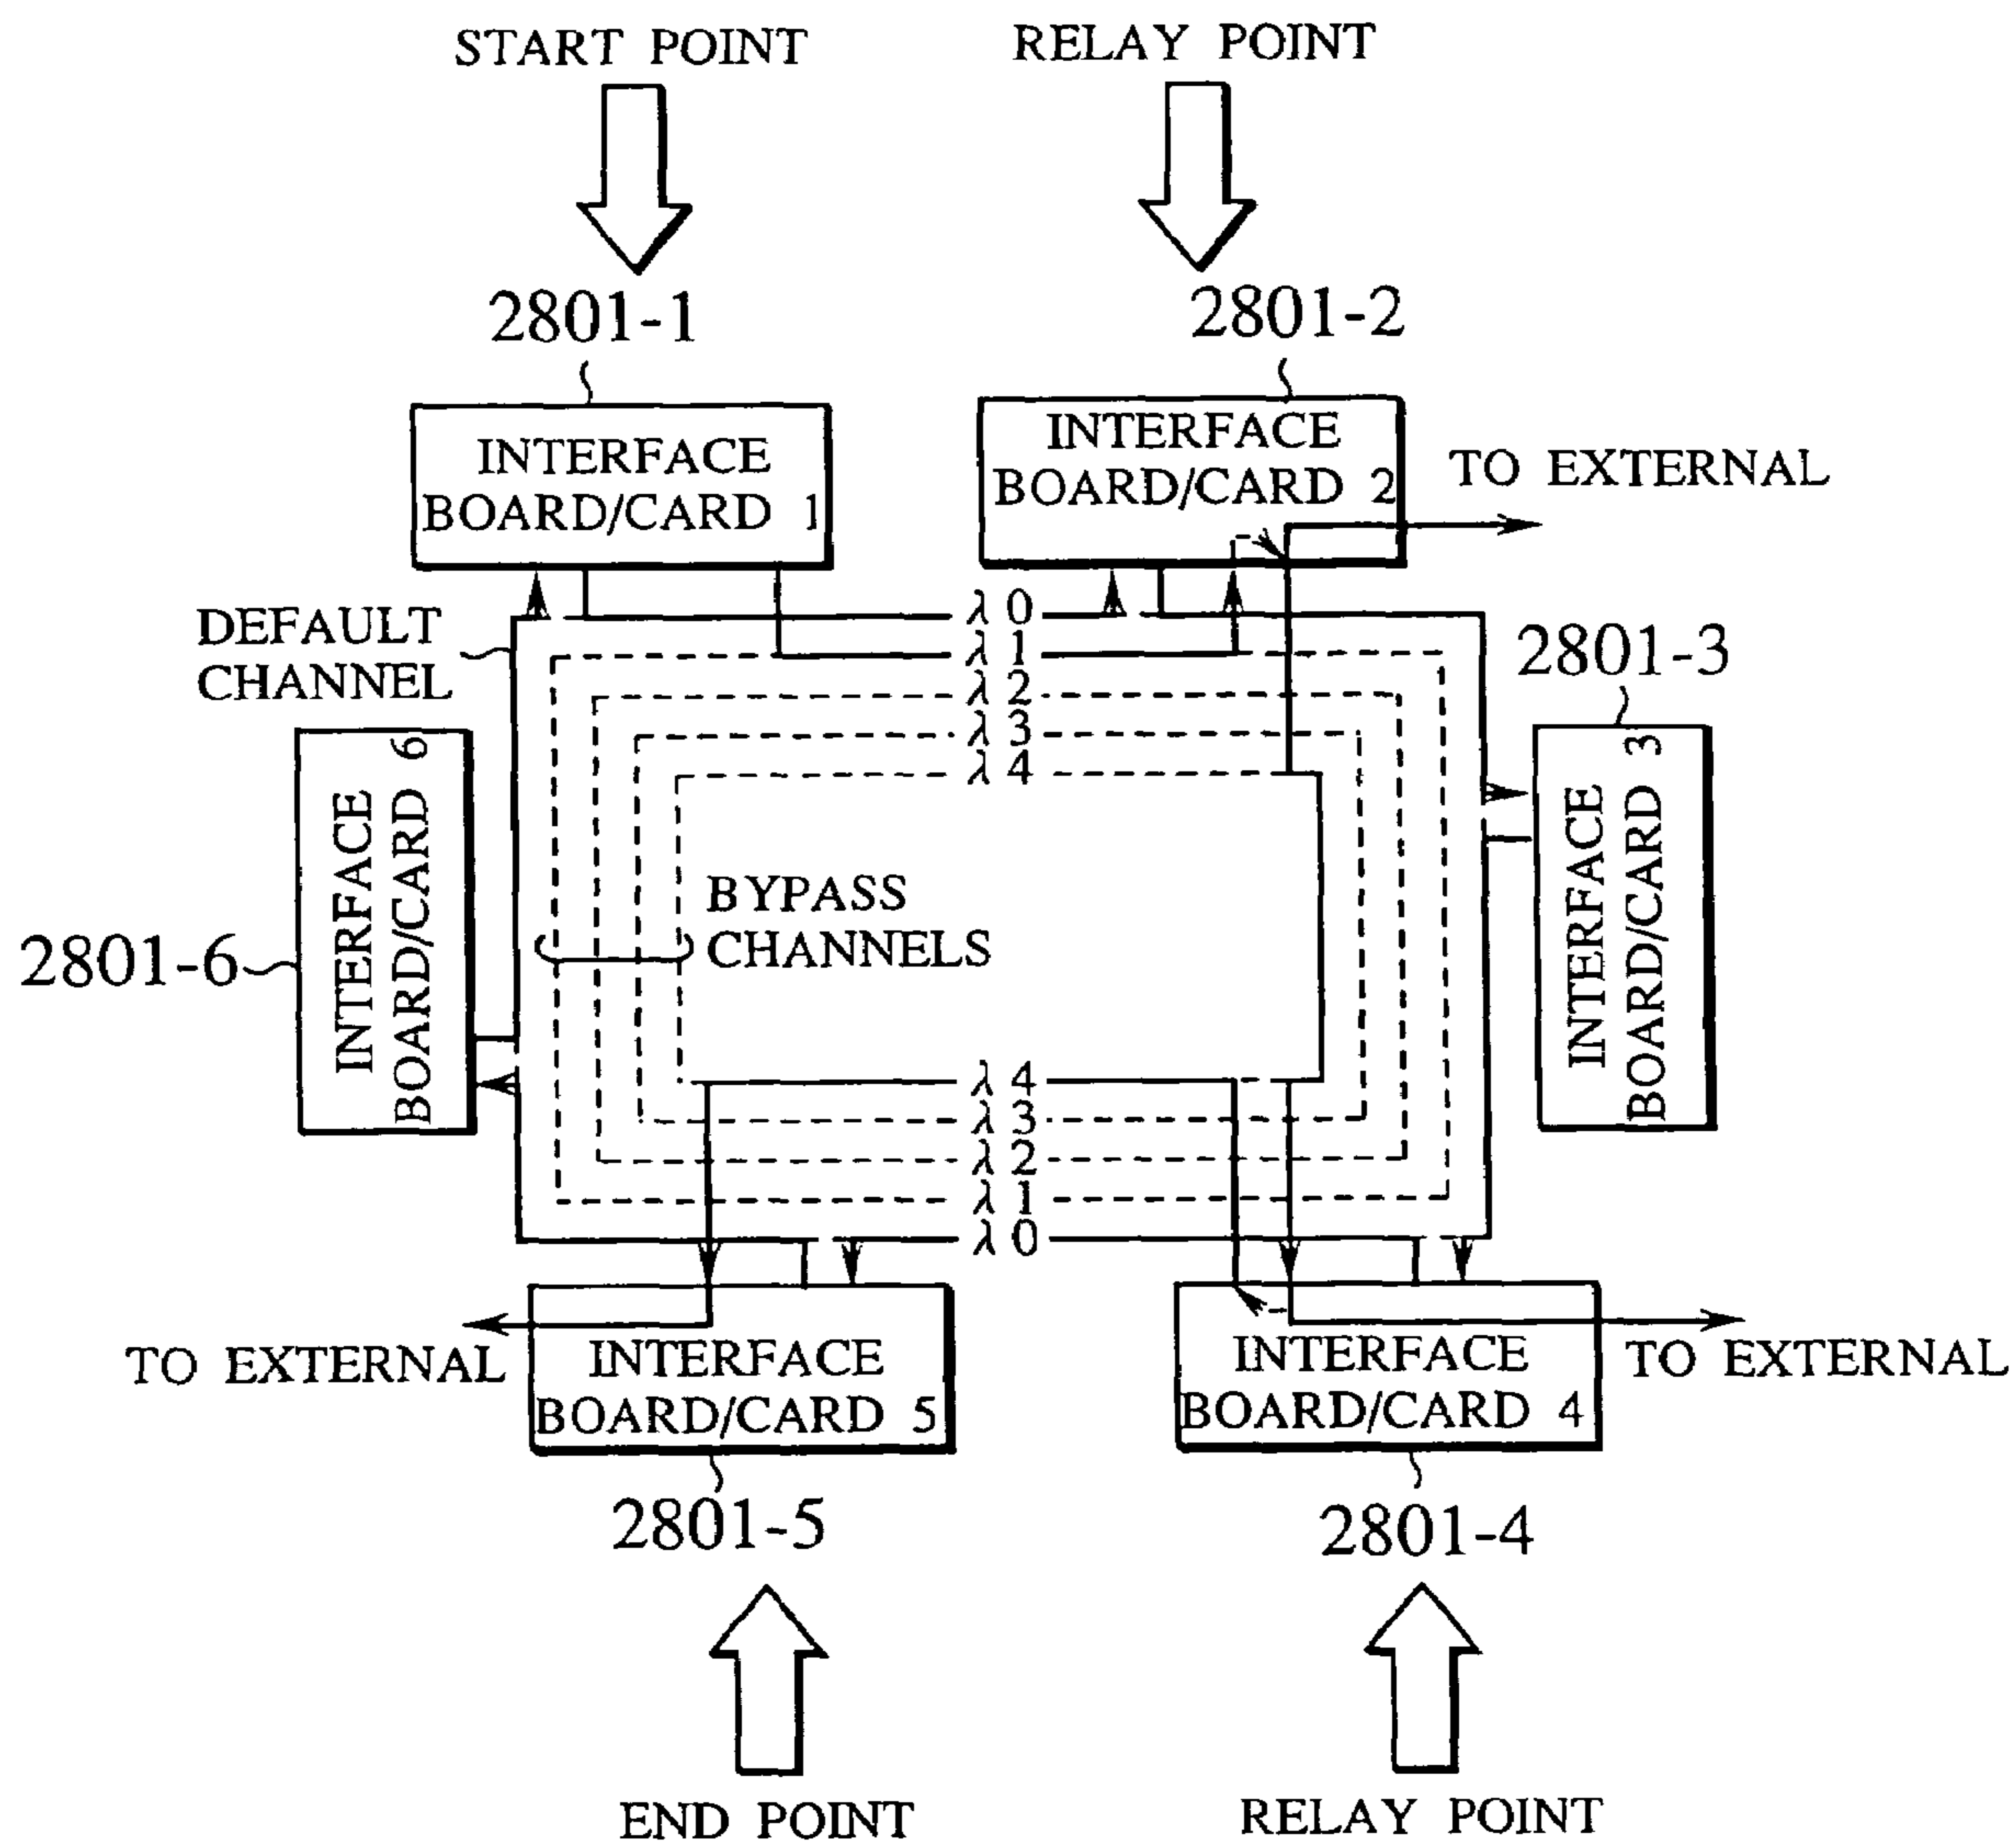 START POINT
RELAY POINT
2801-1
2801-2
INTERFACE
BOARD/CARD 1
INTERFACE
BOARD/CARD 2
TO EXTERNAL
DEFAULT
CHANNEL
λ 0
λ 1
λ 2
λ 3
λ 4
2801-3
INTERFACE
BOARD/CARD 3
INTERFACE
BOARD/CARD 6
2801-6
BYPASS
CHANNELS
λ 4
λ 3
λ 2
λ 1
λ 0
TO EXTERNAL
INTERFACE
BOARD/CARD 5
INTERFACE
BOARD/CARD 4
TO EXTERNAL
2801-5
2801-4
END POINT
RELAY POINT